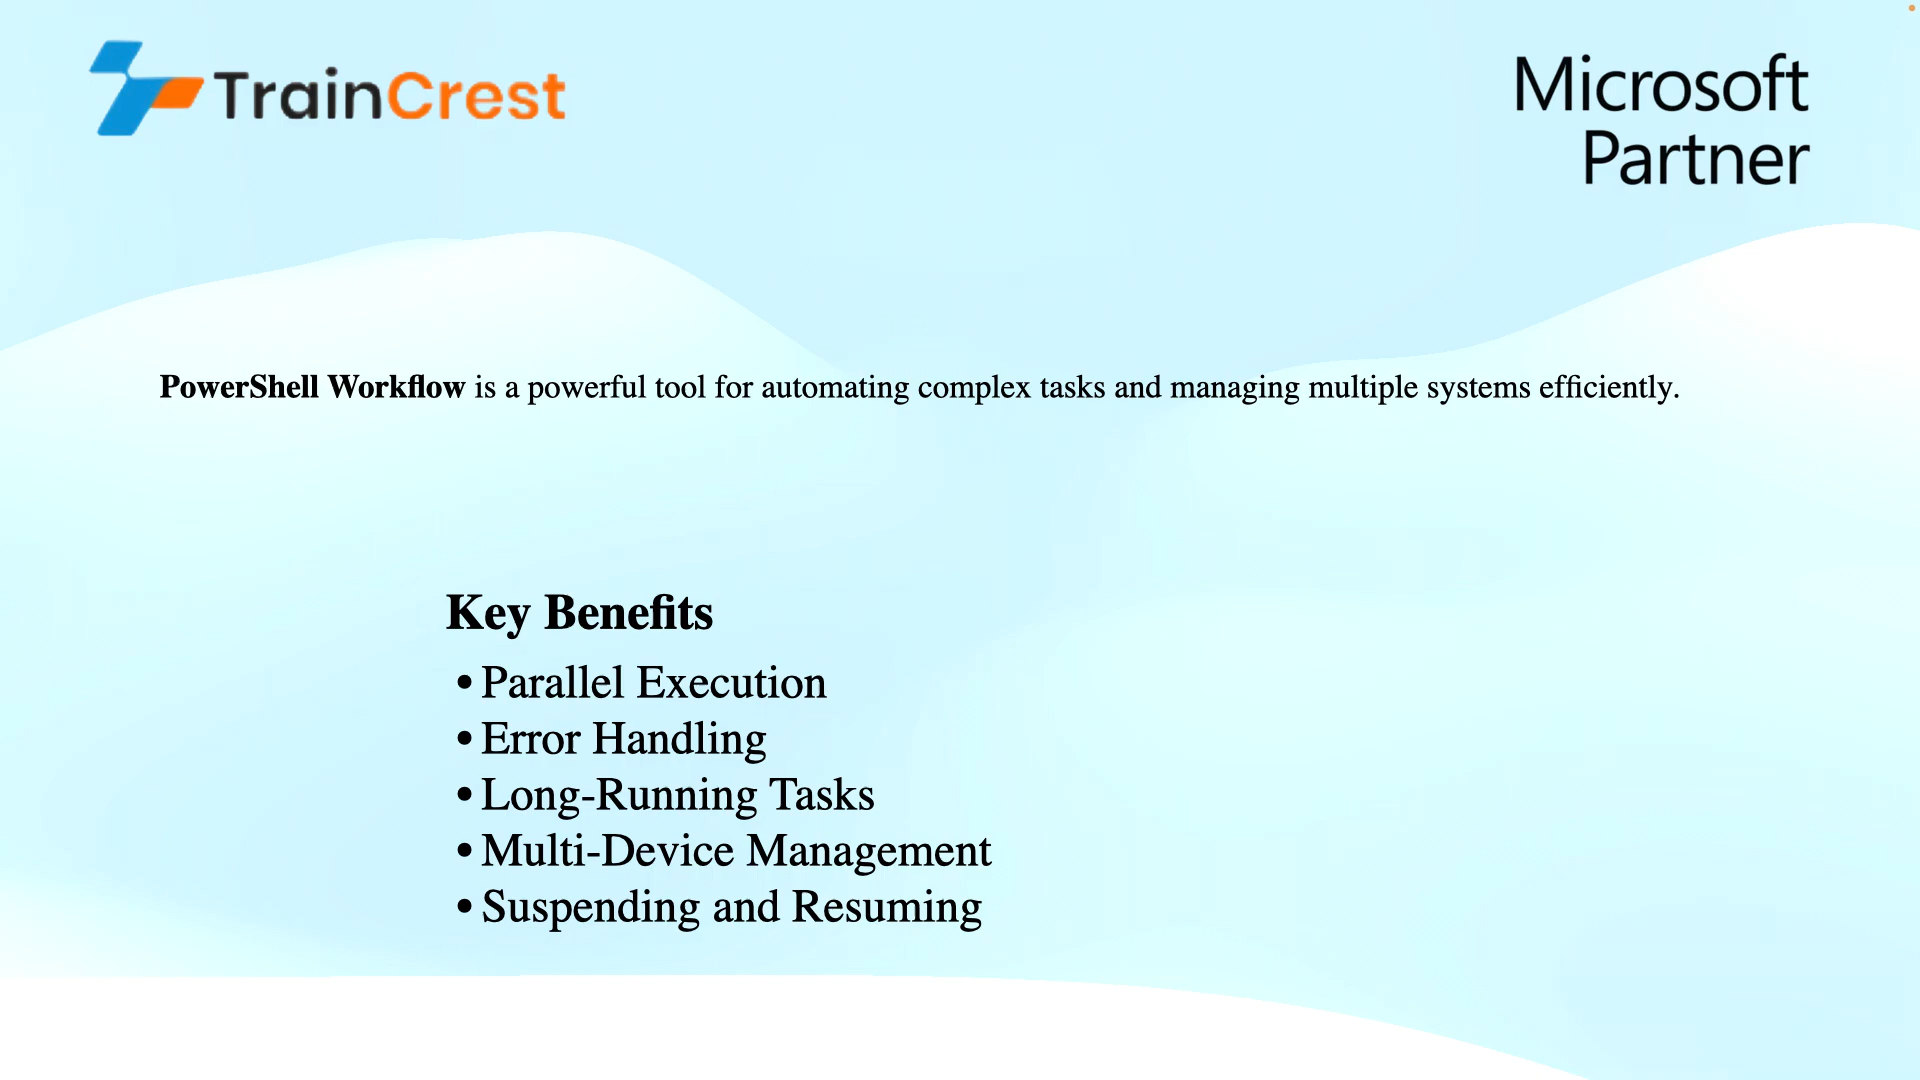 TrainCrest
Microsoft
Partner
PowerShell Workflow is a powerful tool for automating complex tasks and managing multiple systems efficiently.
Key Benefits
• Parallel Execution
• Error Handling
• Long-Running Tasks
• Multi-Device Management
• Suspending and Resuming